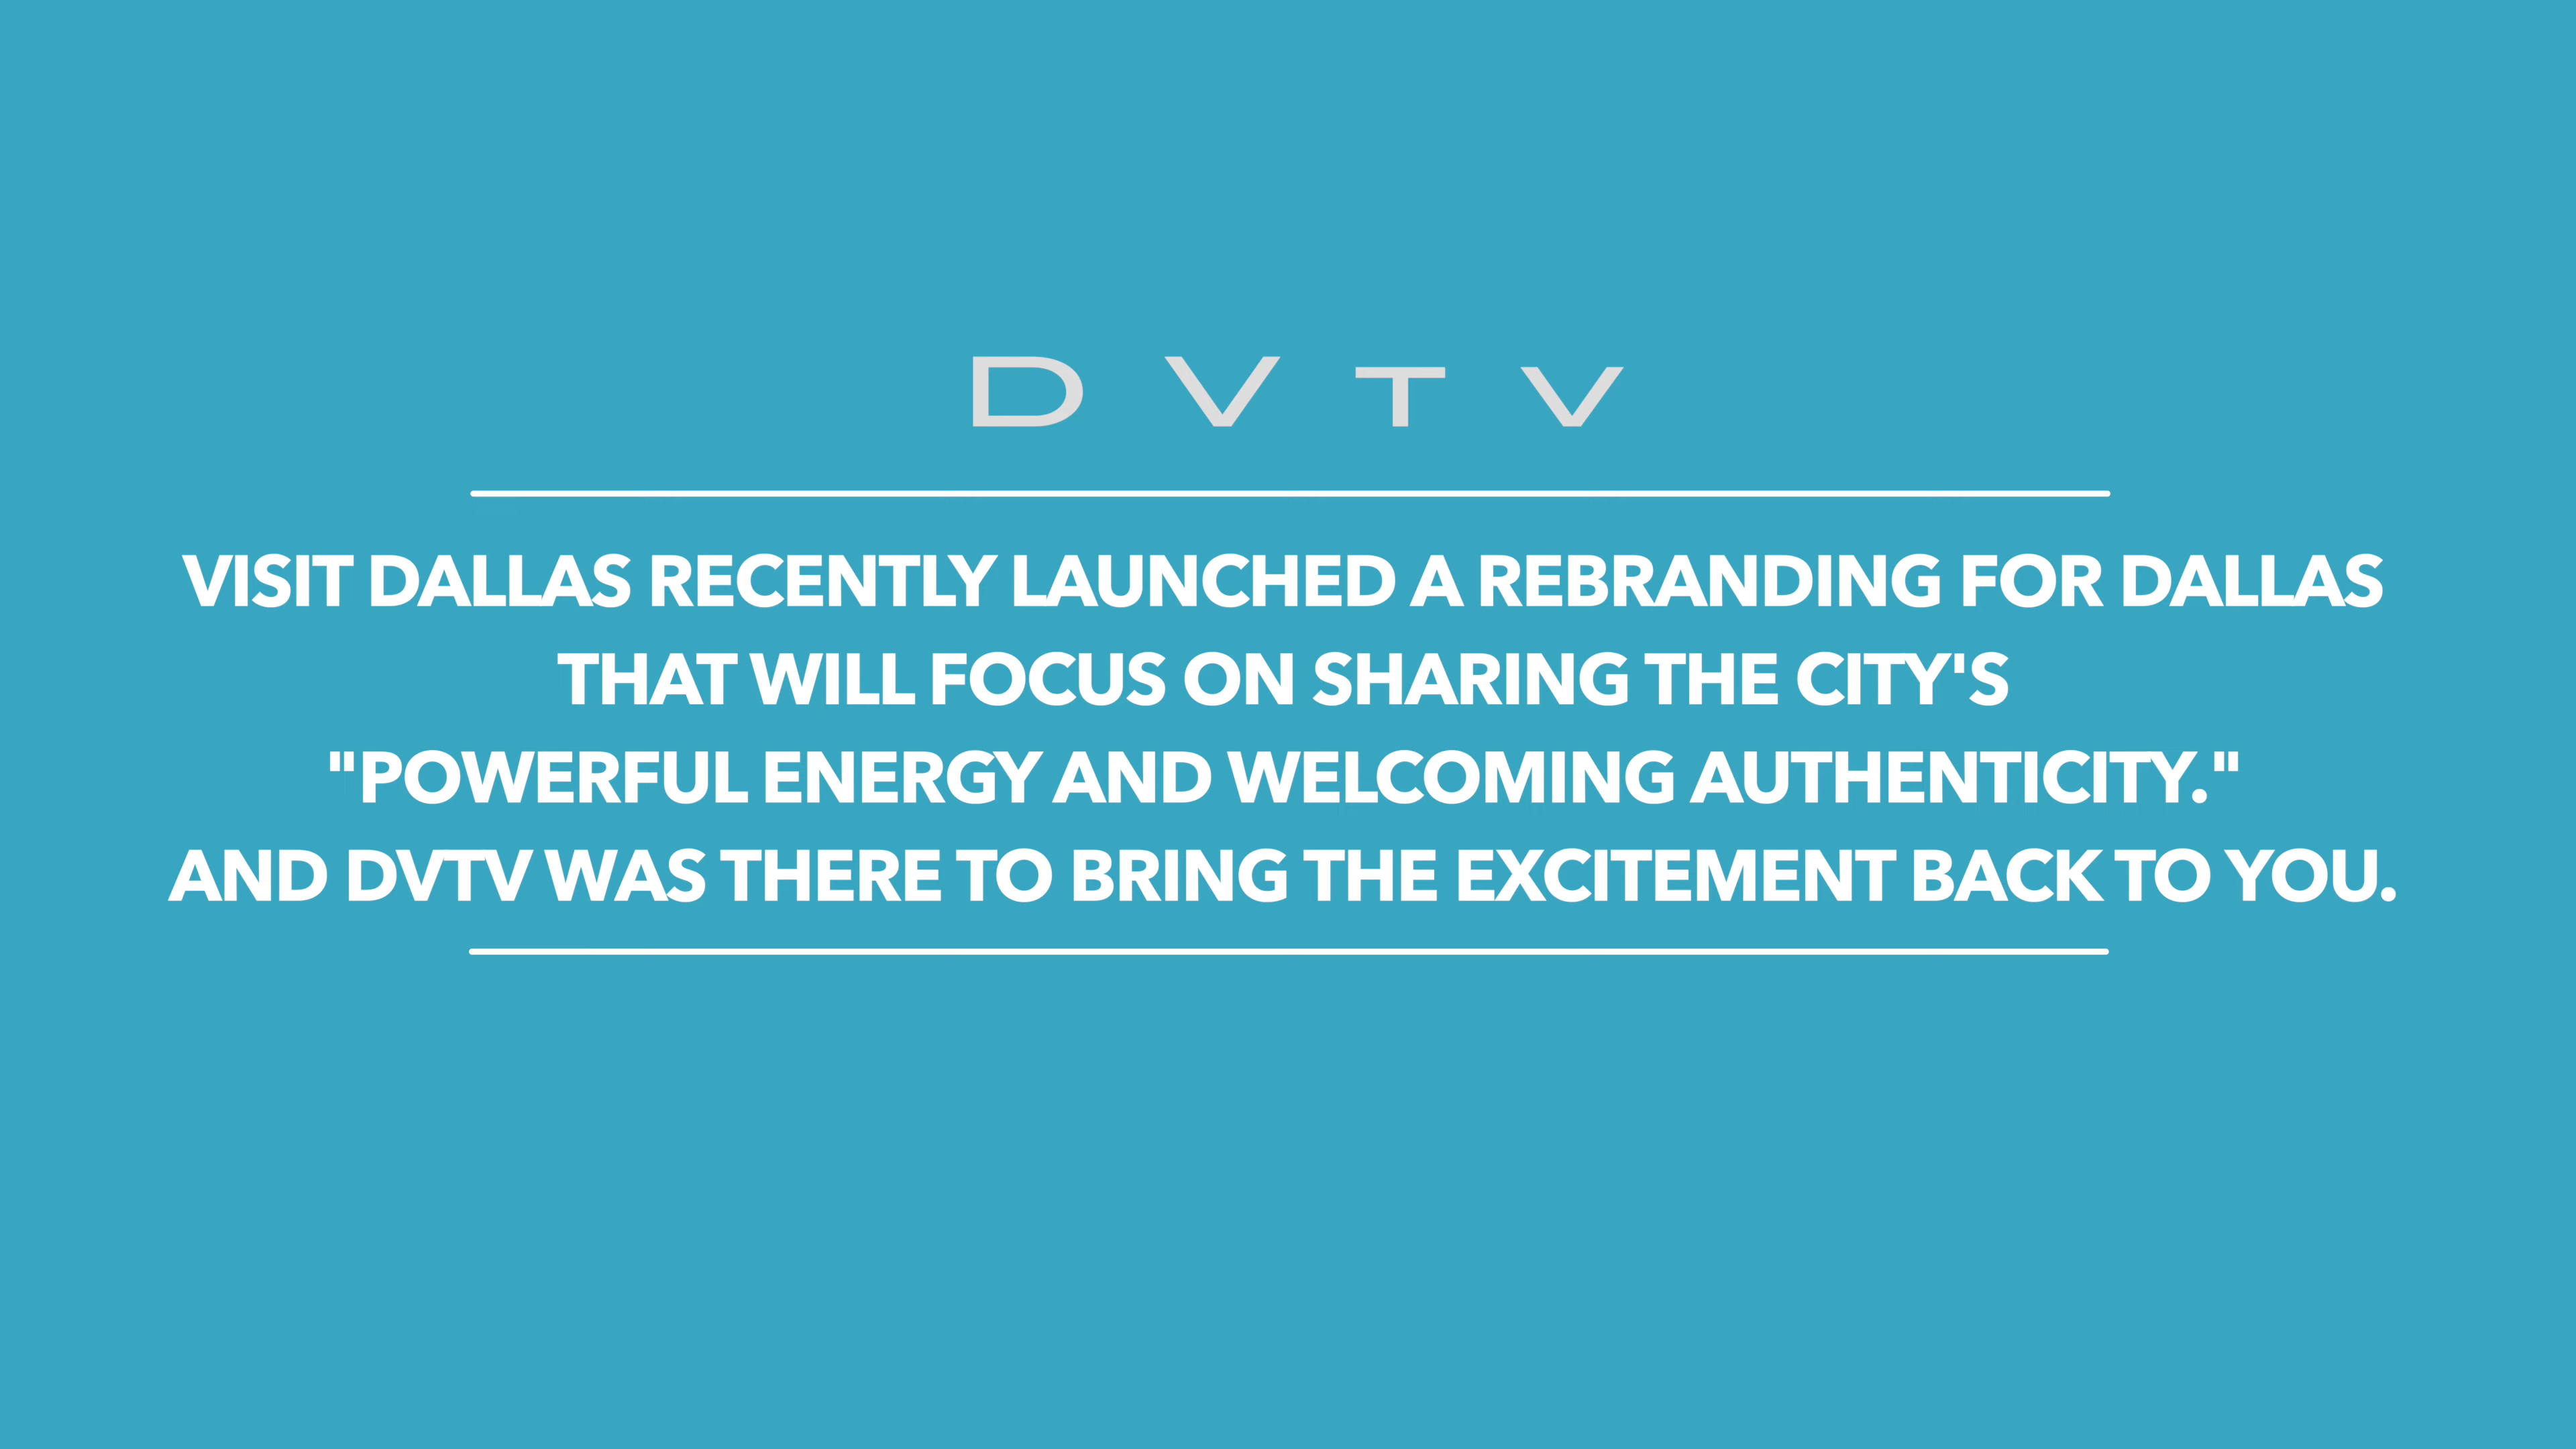 DVTV
VISIT DALLAS RECENTLY LAUNCHED A REBRANDING FOR DALLAS
THAT WILL FOCUS ON SHARING THE CITY'S
"POWERFUL ENERGY AND WELCOMING AUTHENTICITY."
AND DVTV WAS THERE TO BRING THE EXCITEMENT BACK TO YOU.